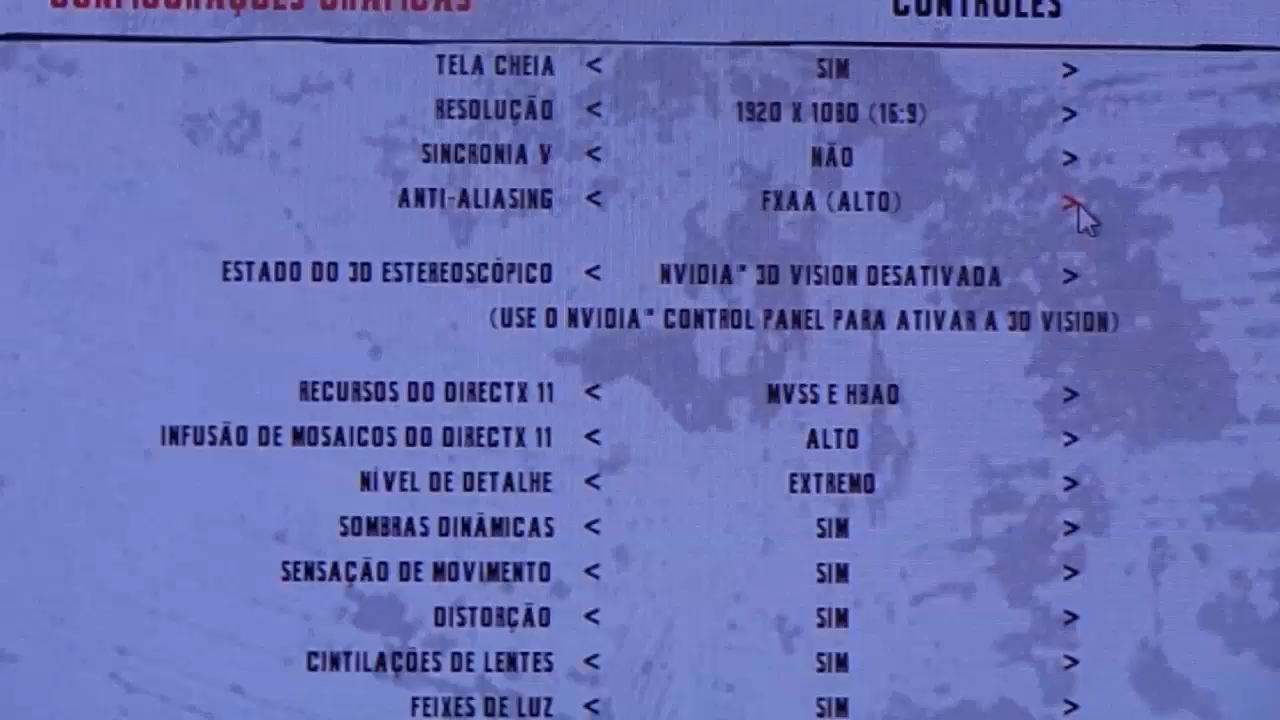 CONFIGURAÇÕES GRÁFICAS CONTROLES
TELA CHEIA < SIM >
RESOLUÇÃO < 1920 X 1080 (16:9) >
SINCRONIA V < NÃO >
ANTI-ALIASING < FXAA (ALTO) >
ESTADO DO 3D ESTEREOSCÓPICO < NVIDIA® 3D VISION DESATIVADA >
(USE O NVIDIA® CONTROL PANEL PARA ATIVAR A 3D VISION)
RECURSOS DO DIRECTX 11 < MVSS E HBAO >
INFUSÃO DE MOSAICOS DO DIRECTX 11 < ALTO >
NÍVEL DE DETALHE < EXTREMO >
SOMBRAS DINÂMICAS < SIM >
SENSAÇÃO DE MOVIMENTO < SIM >
DISTORÇÃO < SIM >
CINTILAÇÕES DE LENTES < SIM >
FEIXES DE LUZ < SIM >